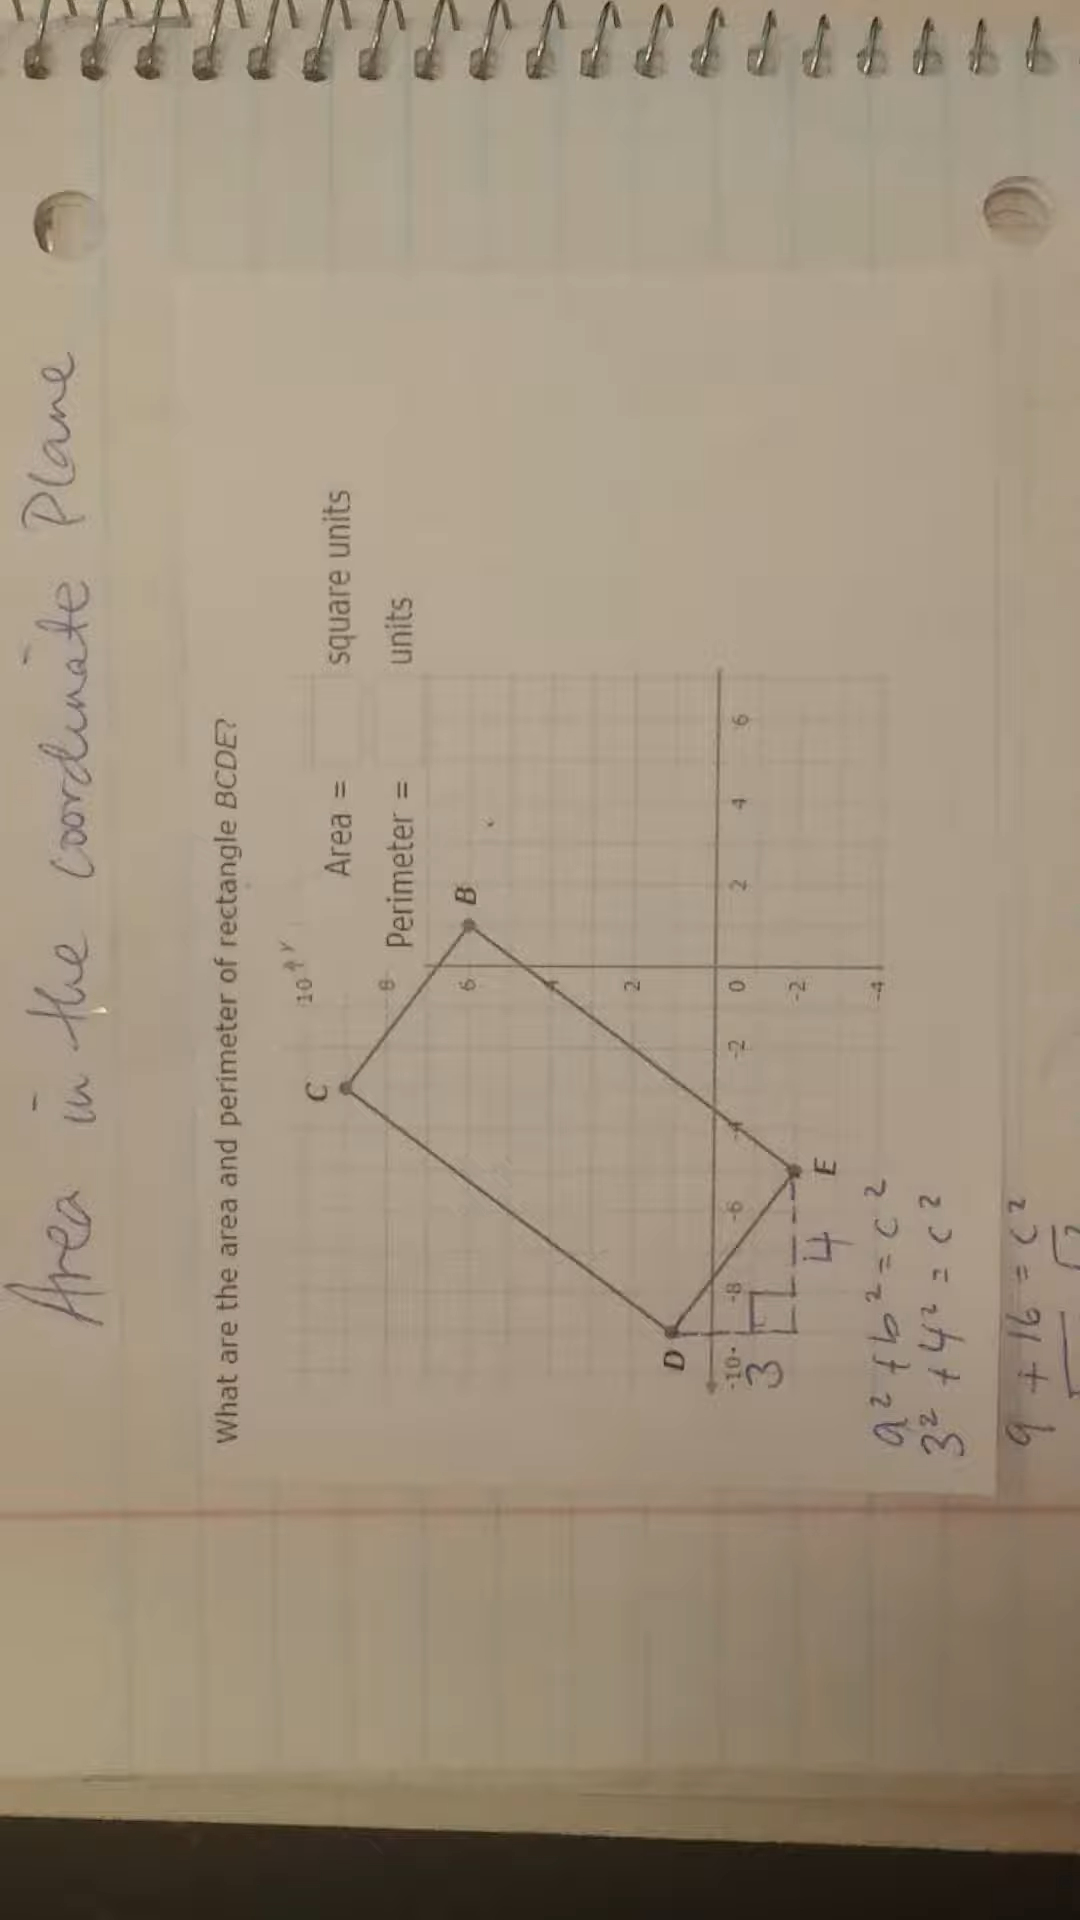 Area in the coordinate Plane
What are the area and perimeter of rectangle BCDE?
10 y
Area = square units
C
8
Perimeter = units
6
B
4
2
D
-10 -8 -6 -4 -2 0 2 4 6
3
-2
E
4
-4
a² + b² = c²
3² + 4² = c²
9 + 16 = c²